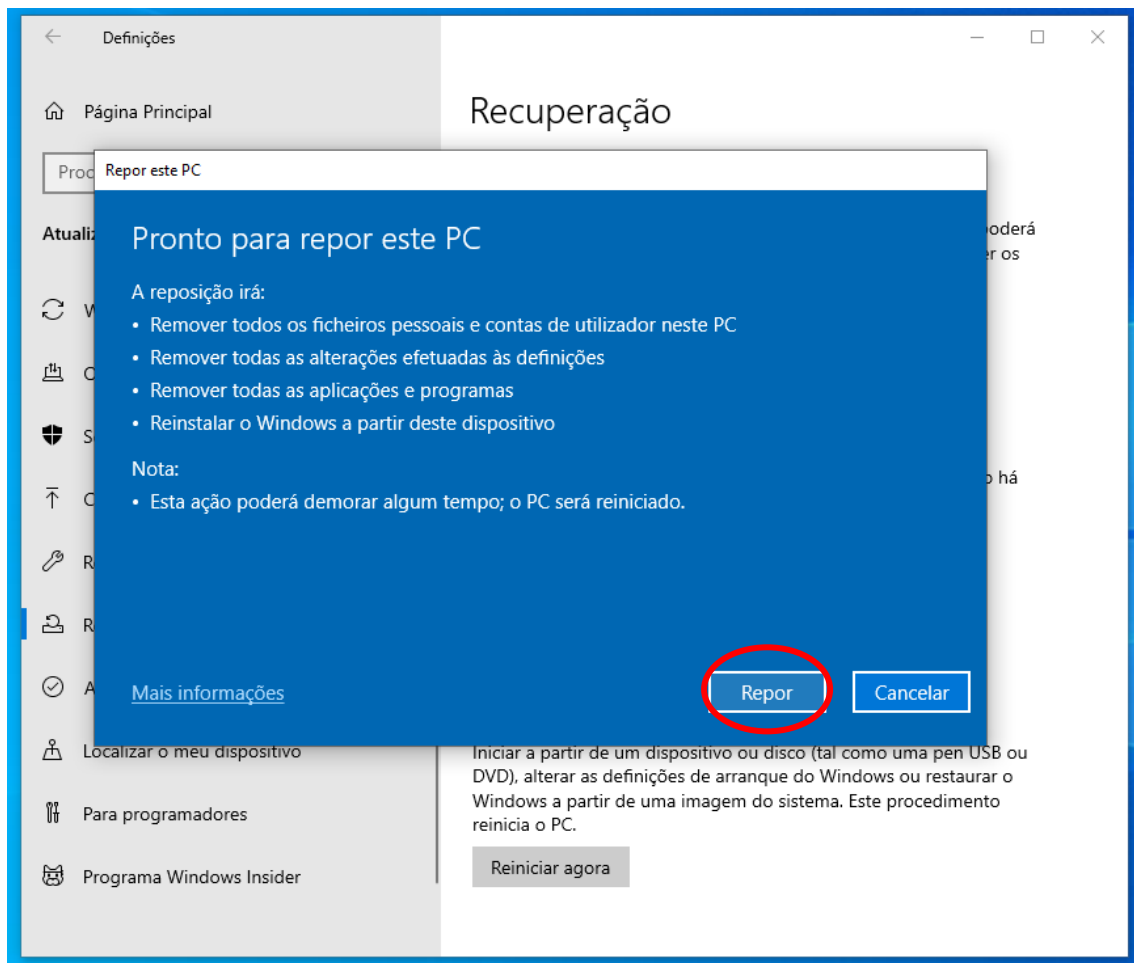 Definições
Página Principal
Recuperação
Repor este PC
Pronto para repor este PC
A reposição irá:
• Remover todos os ficheiros pessoais e contas de utilizador neste PC
• Remover todas as alterações efetuadas às definições
• Remover todas as aplicações e programas
• Reinstalar o Windows a partir deste dispositivo
Nota:
• Esta ação poderá demorar algum tempo; o PC será reiniciado.
Mais informações
Repor
Cancelar
os
há
Localizar o meu dispositivo
Para programadores
Programa Windows Insider
Iniciar a partir de um dispositivo ou disco (tal como uma pen USB ou
DVD), alterar as definições de arranque do Windows ou restaurar o
Windows a partir de uma imagem do sistema. Este procedimento
reinicia o PC.
Reiniciar agora